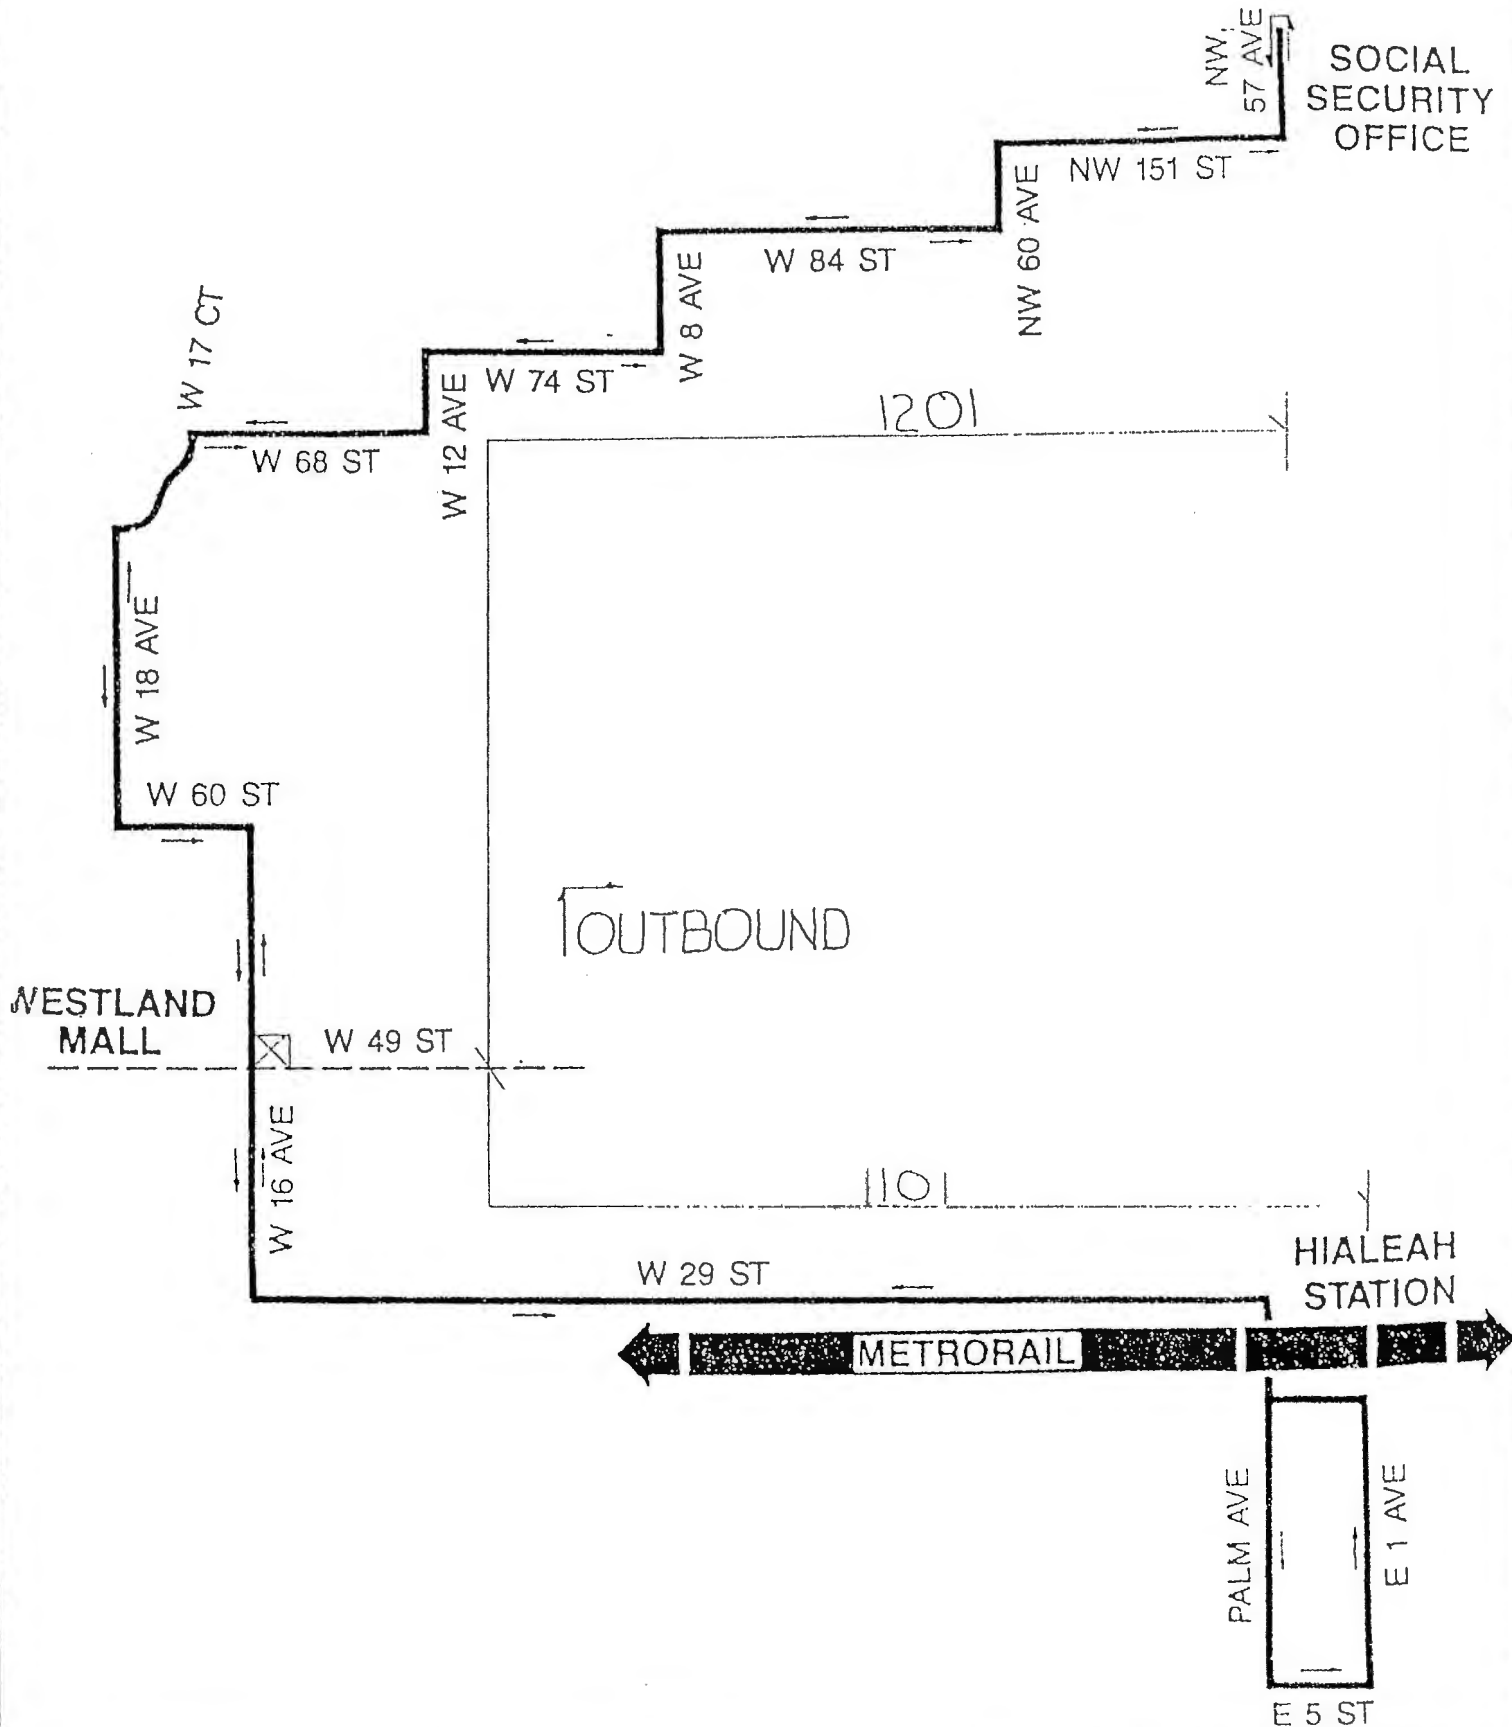 NW.
57 AVE
SOCIAL
SECURITY
OFFICE
NW 151 ST
NW 60 AVE
W 84 ST
W 8 AVE
W 17 CT
W 74 ST
W 12 AVE
1201
W 68 ST
W 18 AVE
W 60 ST
OUTBOUND
WESTLAND
MALL
W 49 ST
W 16 AVE
1101
HIALEAH
STATION
W 29 ST
METRORAIL
PALM AVE
E 1 AVE
E 5 ST